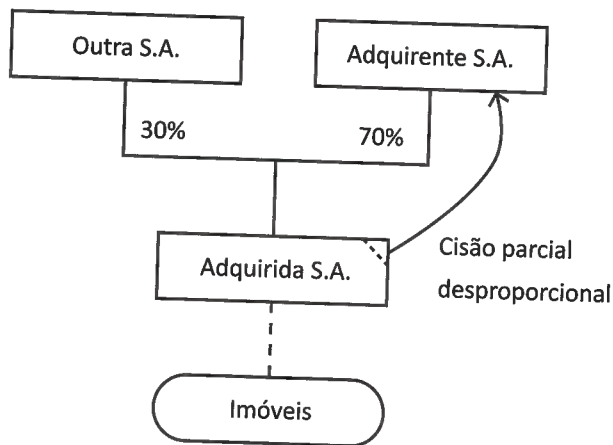 Outra S.A.
Adquirente S.A.
30%
70%
Adquirida S.A.
Cisão parcial
desproporcional
Imóveis